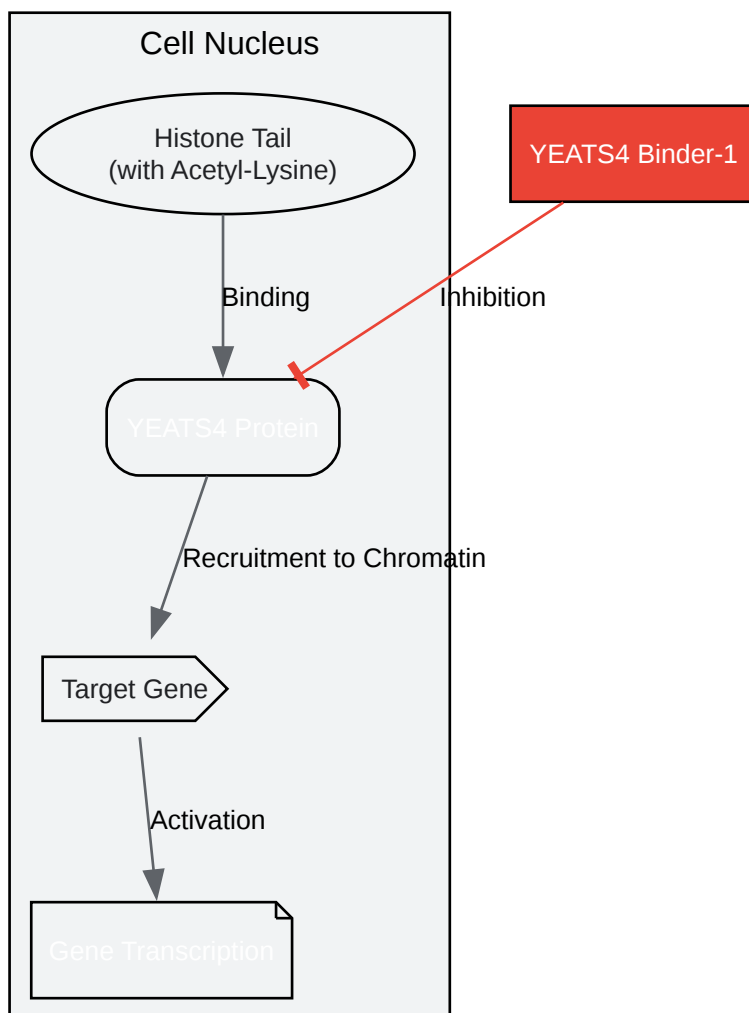 Cell Nucleus
Histone Tail
(with Acetyl-Lysine)
YEATS4 Binder-1
Binding
Inhibition
YEATS4 Protein
Recruitment to Chromatin
Target Gene
Activation
Gene Transcription